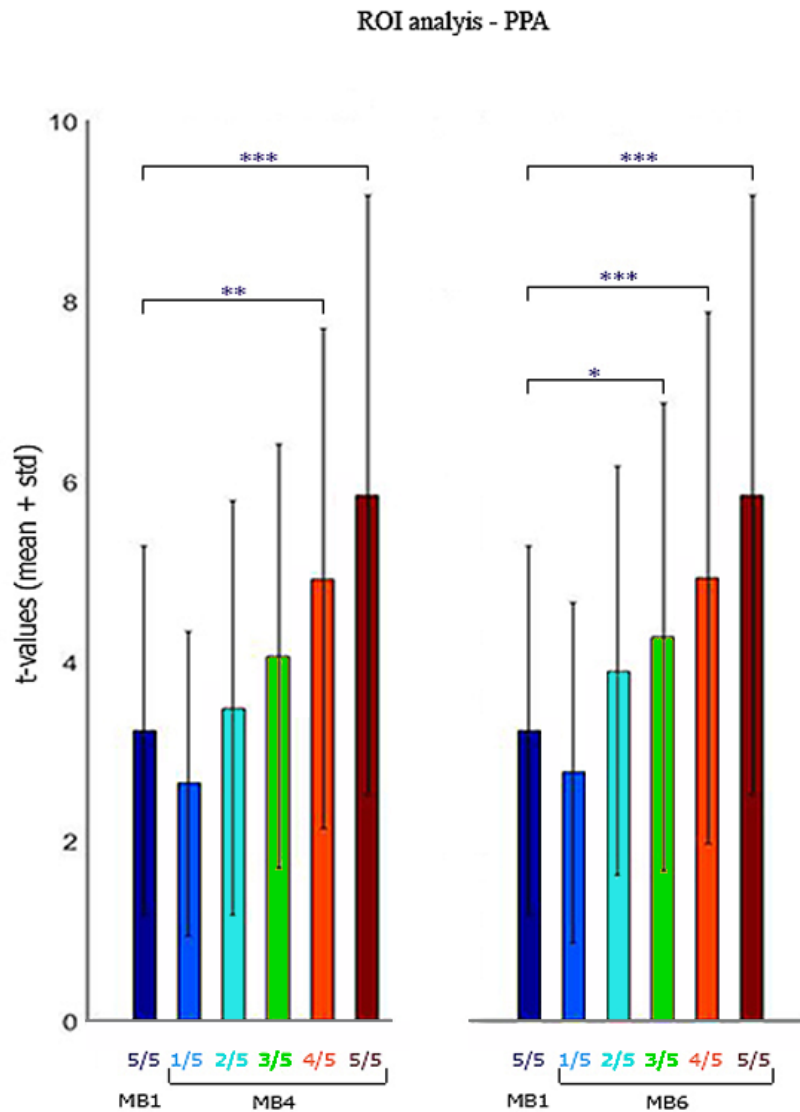 ROI analyis - PPA
10
8
6
4
2
0
t-values (mean + std)
***
**
***
***
*
5/5 1/5 2/5 3/5 4/5 5/5
MB1 MB4
5/5 1/5 2/5 3/5 4/5 5/5
MB1 MB6